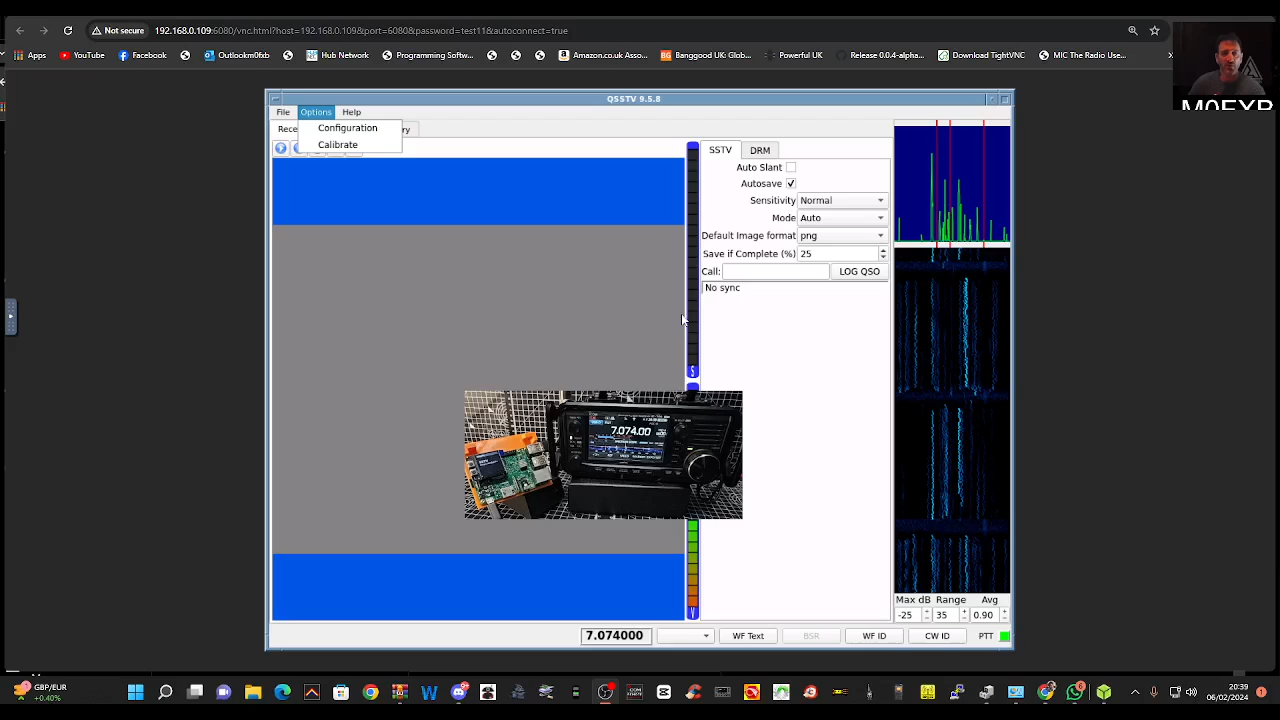 Not secure
192.168.0.109:6080/vnc.html?host=192.168.0.109&port=6080&password=test118&autoconnect=true
Apps
YouTube
Facebook
Outlookm0fxb
Hub Network
Programming Softw...
Amazon.co.uk Asso...
Banggood UK: Glob...
Powerful UK
Release 0.0.4-alpha...
Download TightVNC
MIC The Radio Use...
QSSTV 9.5.8
File
Options
Help
Configuration
Calibrate
Rece
ry
SSTV
DRM
Auto Slant
Autosave
Sensitivity
Normal
Mode
Auto
Default Image format
png
Save if Complete (%)
25
Call:
LOG QSO
No sync
S
7.074.00
V
Max dB
Range
Avg
-25
35
0.90
7.074000
WF Text
BSR
WF ID
CW ID
PTT
GBP/EUR
+0.40%
20:39
06/02/2024